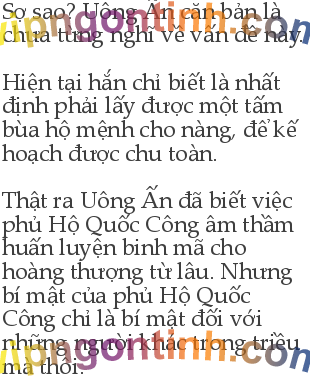 Sợ sao? Uông Ấn căn bản là
chưa từng nghĩ về vấn đề này.
vipngontinh.com
Hiện tại hắn chỉ biết là nhất
định phải lấy được một tấm
bùa hộ mệnh cho nàng, để kế
hoạch được chu toàn.
Thật ra Uông Ấn đã biết việc
phủ Hộ Quốc Công âm thầm
huấn luyện binh mã cho
hoàng thượng từ lâu. Nhưng
bí mật của phủ Hộ Quốc
Công chỉ là bí mật đối với
những người khác trong triều
mà thôi.
vipngontinh.com